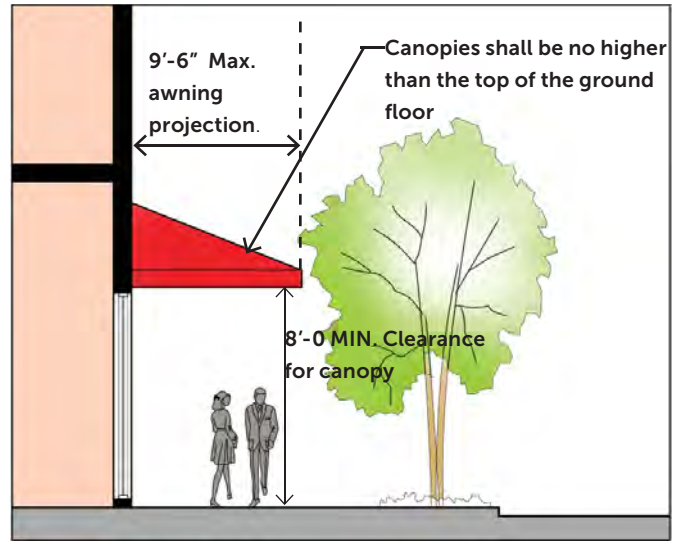 9’-6” Max.
awning
projection.
Canopies shall be no higher
than the top of the ground
floor
8’-0 MIN. Clearance
for canopy